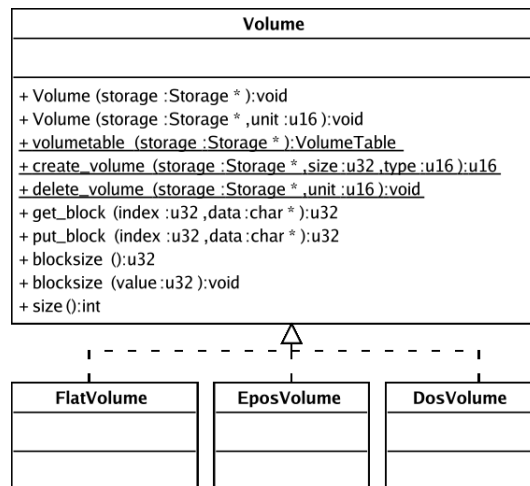 Volume
+ Volume (storage :Storage * ):void
+ Volume (storage :Storage * ,unit :u16 ):void
+ volumetable (storage :Storage * ):VolumeTable
+ create_volume (storage :Storage * ,size :u32 ,type :u16 ):u16
+ delete_volume (storage :Storage * ,unit :u16 ):void
+ get_block (index :u32 ,data :char * ):u32
+ put_block (index :u32 ,data :char * ):u32
+ blocksize ():u32
+ blocksize (value :u32 ):void
+ size ():int
FlatVolume
EposVolume
DosVolume